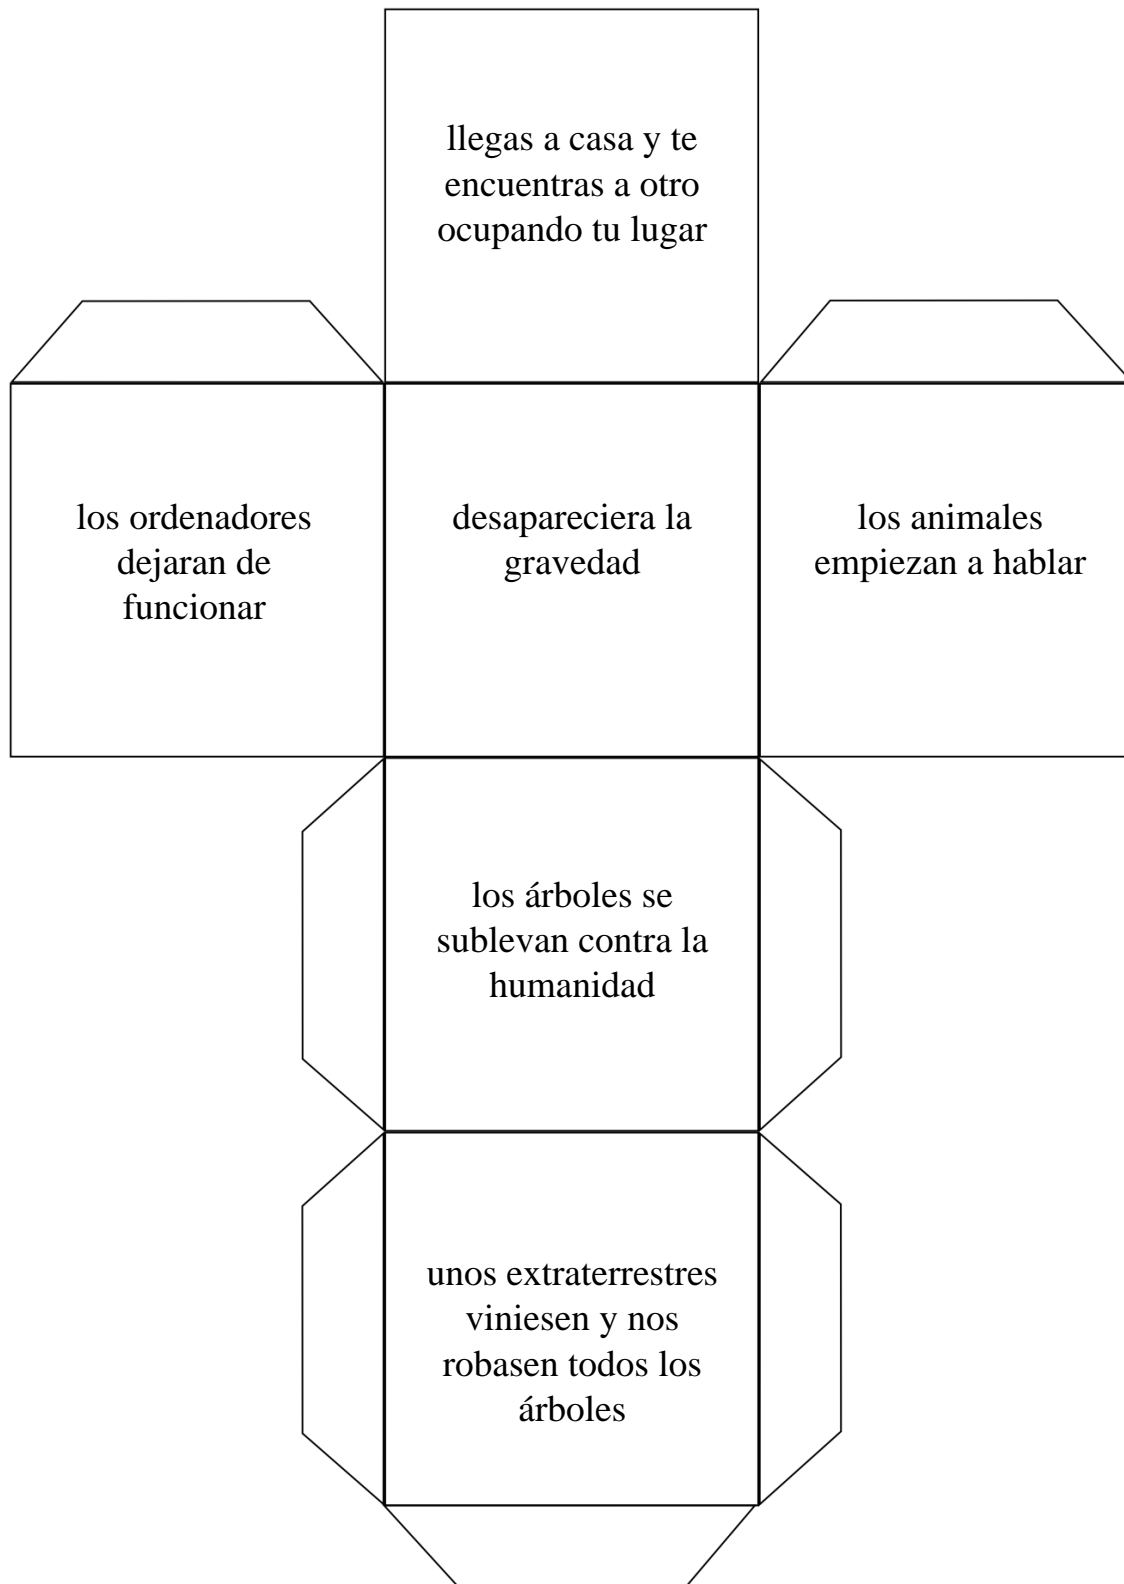 llegas a casa y te
encuentras a otro
ocupando tu lugar
los ordenadores
dejaran de
funcionar
desapareciera la
gravedad
los animales
empiezan a hablar
los árboles se
sublevan contra la
humanidad
unos extraterrestres
viniesen y nos
robasen todos los
árboles